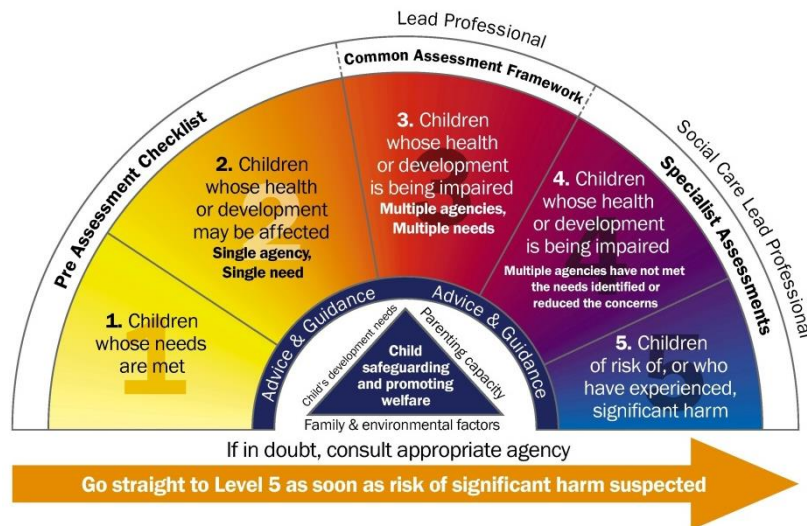 Lead Professional
Common Assessment Framework
Pre Assessment Checklist
Social Care Lead Professional
Specialist Assessments
1. Children
whose needs
are met
1
2. Children
whose health
or development
may be affected
Single agency,
Single need
2
3. Children
whose health
or development
is being impaired
Multiple agencies,
Multiple needs
3
4. Children
whose health
or development
is being impaired
Multiple agencies have not met
the needs identified or
reduced the concerns
4
5. Children
of risk of, or who
have experienced,
significant harm
5
Advice & Guidance
Advice & Guidance
Child's development needs
Parenting capacity
Child
safeguarding
and promoting
welfare
Family & environmental factors
If in doubt, consult appropriate agency
Go straight to Level 5 as soon as risk of significant harm suspected